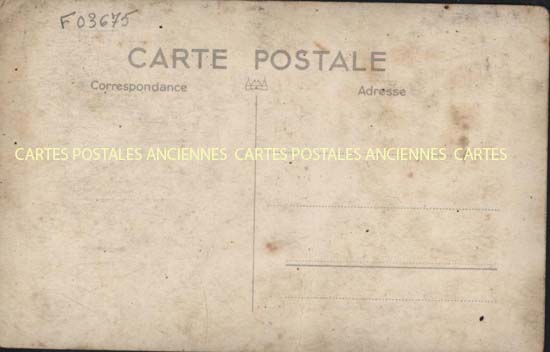 F03675
CARTE POSTALE
Correspondance
Adresse
CARTES POSTALES ANCIENNES CARTES POSTALES ANCIENNES CARTES